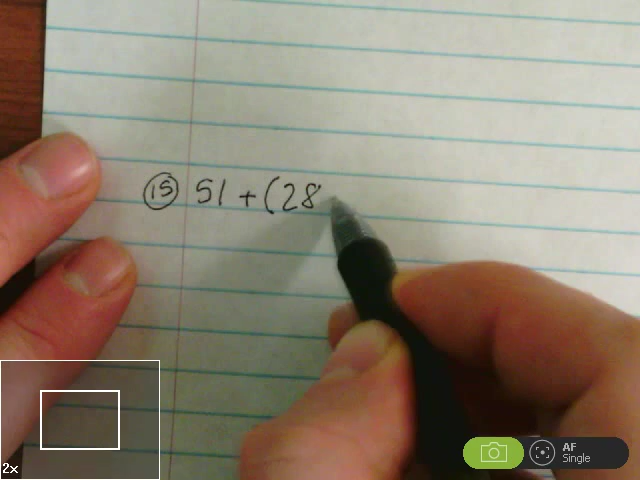 ⑮ 51 + (28
AF
Single
2x